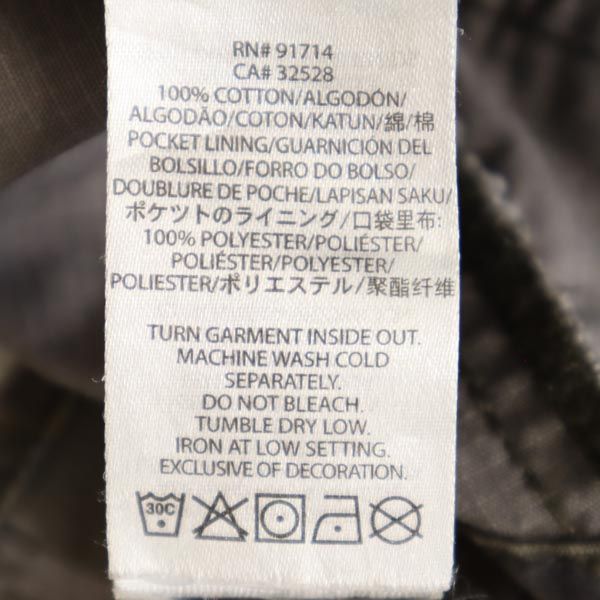 RN# 91714
CA# 32528
100% COTTON/ALGODÓN/
ALGODÃO/COTON/KATUN/綿/棉
POCKET LINING/GUARNICIÓN DEL
BOLSILLO/FORRO DO BOLSO/
DOUBLURE DE POCHE/LAPISAN SAKU/
ポケツトのライニング/口袋里布:
100% POLYESTER/POLIÉSTER/
POLIÉSTER/POLYESTER/
POLIESTER/ポリエステル/聚酯纤维
TURN GARMENT INSIDE OUT.
MACHINE WASH COLD
SEPARATELY.
DO NOT BLEACH.
TUMBLE DRY LOW.
IRON AT LOW SETTING.
EXCLUSIVE OF DECORATION.
30C